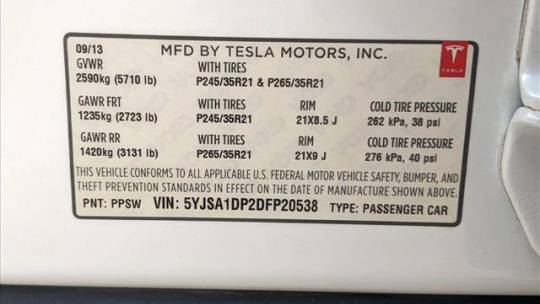 09/13 MFD BY TESLA MOTORS, INC.
TESLA
GVWR WITH TIRES
2590kg (5710 lb) P245/35R21 & P265/35R21
GAWR FRT WITH TIRES RIM COLD TIRE PRESSURE
1235kg (2723 lb) P245/35R21 21X8.5 J 262 kPa, 38 psi
GAWR RR WITH TIRES RIM COLD TIRE PRESSURE
1420kg (3131 lb) P265/35R21 21X9 J 276 kPa, 40 psi
THIS VEHICLE CONFORMS TO ALL APPLICABLE U.S. FEDERAL MOTOR VEHICLE SAFETY, BUMPER, AND
THEFT PREVENTION STANDARDS IN EFFECT ON THE DATE OF MANUFACTURE SHOWN ABOVE.
PNT: PPSW VIN: 5YJSA1DP2DFP20538 TYPE: PASSENGER CAR